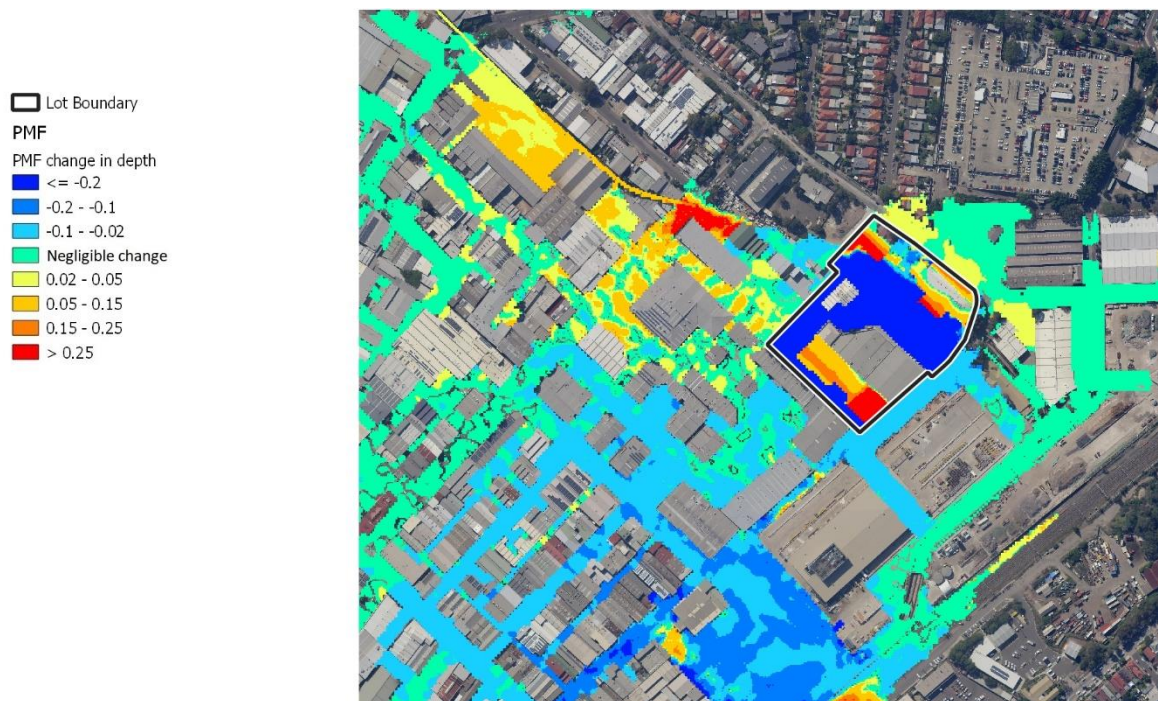 Lot Boundary
PMF
PMF change in depth
<= -0.2
-0.2 - -0.1
-0.1 - -0.02
Negligible change
0.02 - 0.05
0.05 - 0.15
0.15 - 0.25
> 0.25